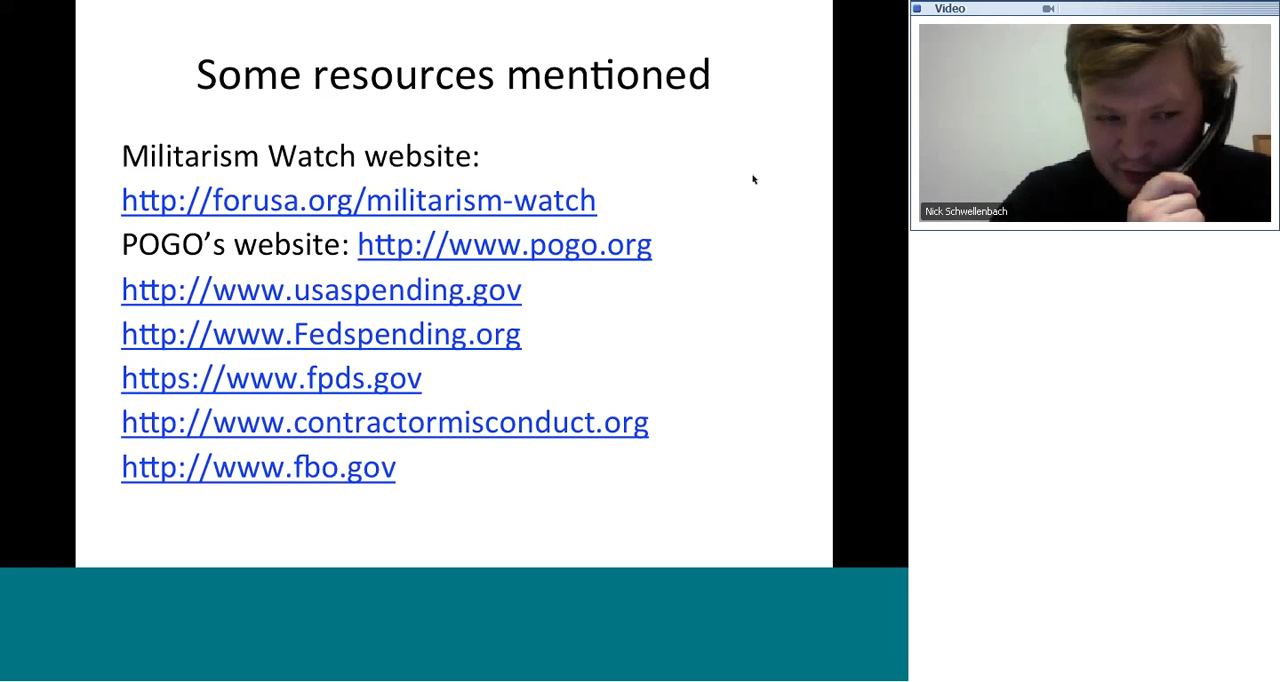 Some resources mentioned
Militarism Watch website:
http://forusa.org/militarism-watch
POGO’s website: http://www.pogo.org
http://www.usaspending.gov
http://www.Fedspending.org
https://www.fpds.gov
http://www.contractormisconduct.org
http://www.fbo.gov
Video
Nick Schwellenbach